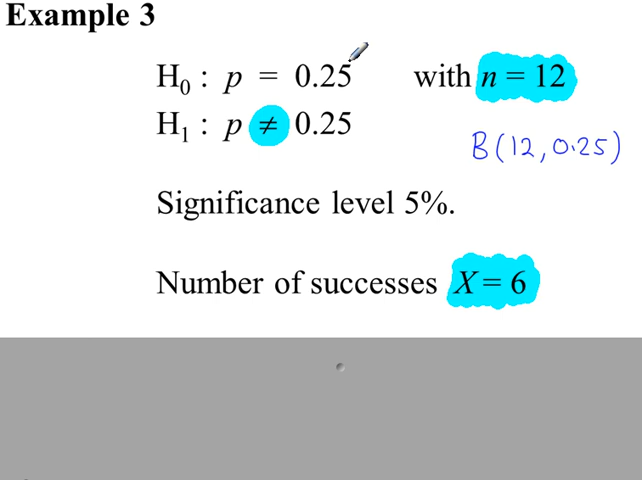 Example 3
H₀ : p = 0.25 with n = 12
H₁ : p ≠ 0.25
B(12, 0.25)
Significance level 5%.
Number of successes X = 6